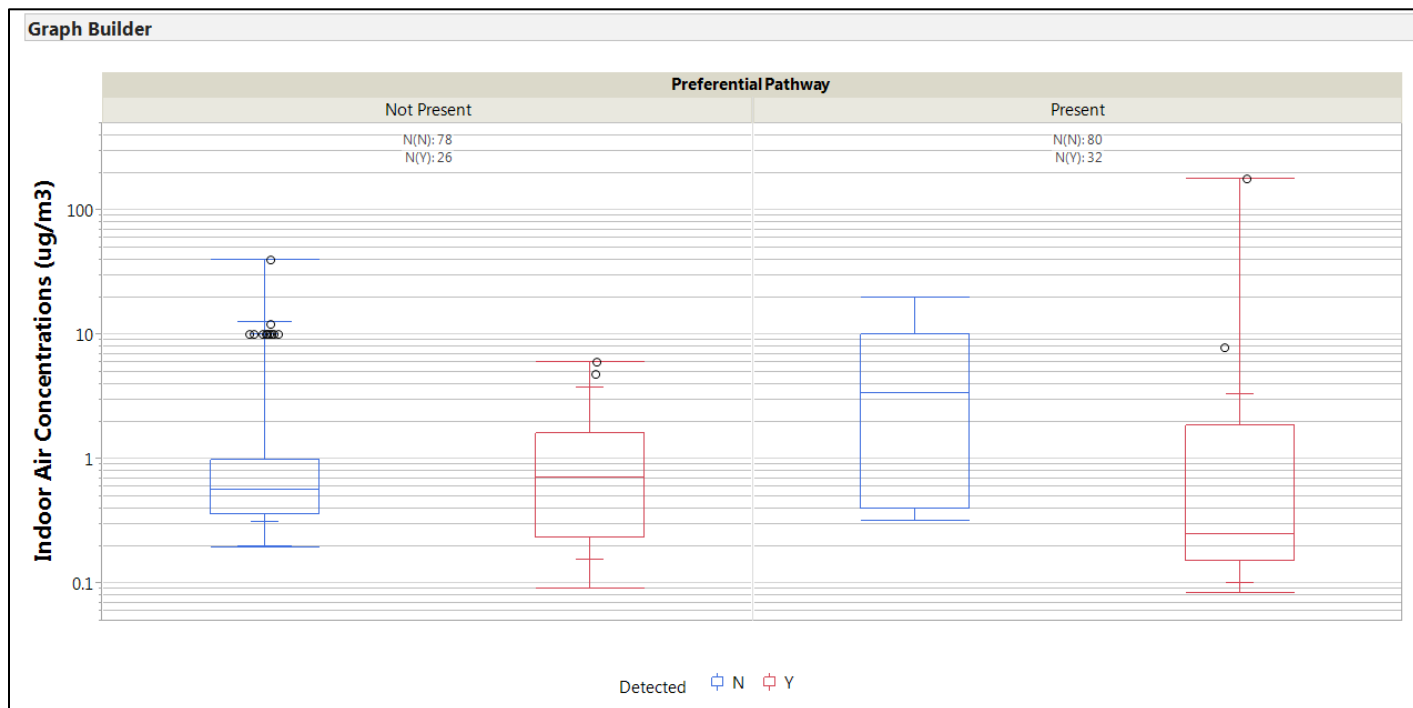 Graph Builder
Preferential Pathway
Not Present
Present
N(N): 78
N(Y): 26
N(N): 80
N(Y): 32
Indoor Air Concentrations (ug/m3)
100
10
1
0.1
Detected N Y